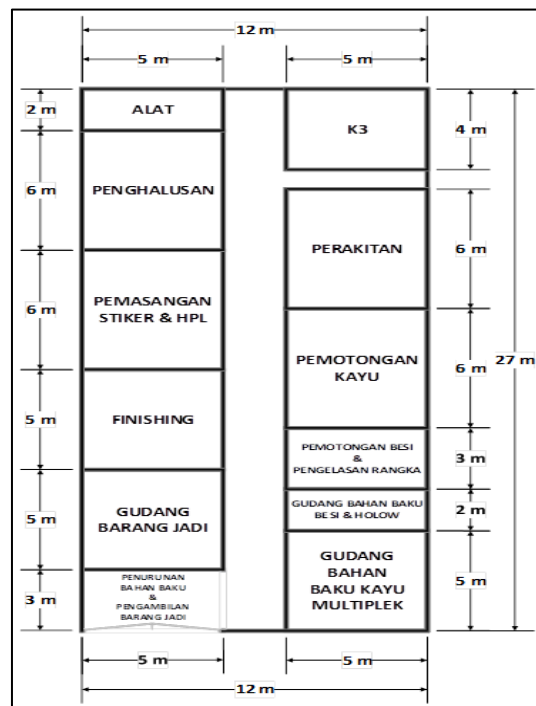 12 m
5 m
5 m
2 m
ALAT
K3
4 m
6 m
PENGHALUSAN
PERAKITAN
6 m
6 m
PEMASANGAN
STIKER & HPL
PEMOTONGAN
KAYU
6 m
27 m
5 m
FINISHING
PEMOTONGAN BESI
&
PENGELASAN RANGKA
3 m
5 m
GUDANG
BARANG JADI
GUDANG BAHAN BAKU
BESI & HOLOW
2 m
3 m
PENURUNAN
BAHAN BAKU
&
PENGAMBILAN
BARANG JADI
GUDANG
BAHAN
BAKU KAYU
MULTIPLEK
5 m
5 m
5 m
12 m